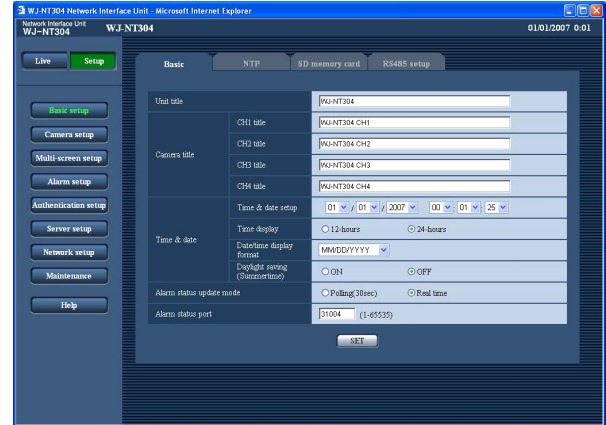 WJ-NT304 Network Interface Unit - Microsoft Internet Explorer
Network Interface Unit
WJ-NT304
WJ-NT304
01/01/2007 0:01
Live
Setup
Basic
NTP
SD memory card
RS485 setup
Basic setup
Camera setup
Multi-screen setup
Alarm setup
Authentication setup
Server setup
Network setup
Maintenance
Help
Unit title
WJ-NT304
Camera title
CH1 title
WJ-NT304 CH1
CH2 title
WJ-NT304 CH2
CH3 title
WJ-NT304 CH3
CH4 title
WJ-NT304 CH4
Time & date
Time & date setup
01 / 01 / 2007 00 : 01 : 25
Time display
12-hours
24-hours
Date/time display
format
MM/DD/YYYY
Daylight saving
(Summertime)
ON
OFF
Alarm status update mode
Polling(30sec)
Real time
Alarm status port
31004 (1-65535)
SET